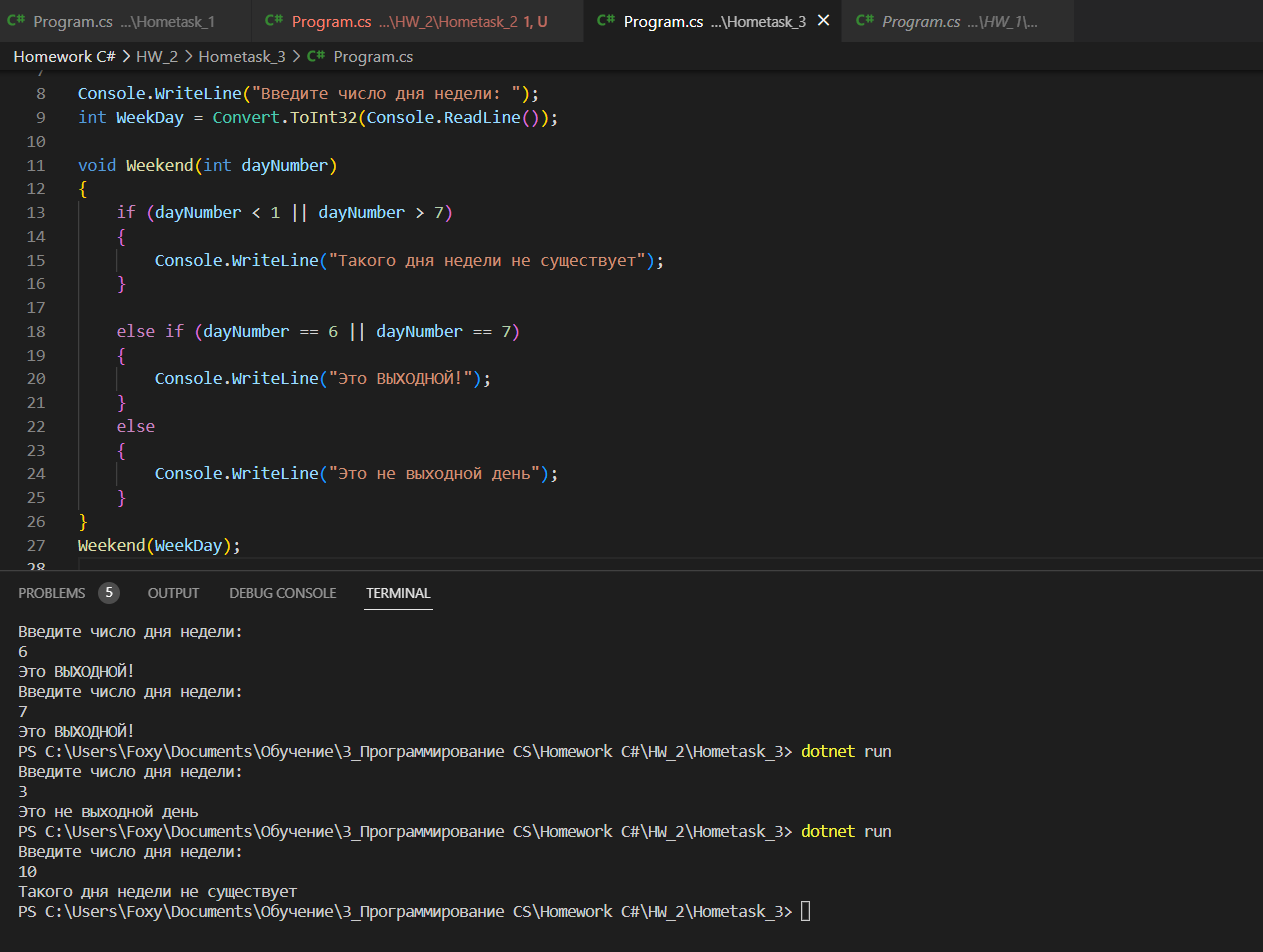 C# Program.cs ...\Hometask_1 C# Program.cs ...\HW_2\Hometask_2 1, U C# Program.cs ...\Hometask_3 × C# Program.cs ...\HW_1\...
Homework C# > HW_2 > Hometask_3 > C# Program.cs
7
8 Console.WriteLine("Введите число дня недели: ");
9 int WeekDay = Convert.ToInt32(Console.ReadLine());
10
11 void Weekend(int dayNumber)
12 {
13 if (dayNumber < 1 || dayNumber > 7)
14 {
15 Console.WriteLine("Такого дня недели не существует");
16 }
17
18 else if (dayNumber == 6 || dayNumber == 7)
19 {
20 Console.WriteLine("Это ВЫХОДНОЙ!");
21 }
22 else
23 {
24 Console.WriteLine("Это не выходной день");
25 }
26 }
27 Weekend(WeekDay);
28
PROBLEMS 5 OUTPUT DEBUG CONSOLE TERMINAL
Введите число дня недели:
6
Это ВЫХОДНОЙ!
Введите число дня недели:
7
Это ВЫХОДНОЙ!
PS C:\Users\Foxy\Documents\Обучение\3_Программирование CS\Homework C#\HW_2\Hometask_3> dotnet run
Введите число дня недели:
3
Это не выходной день
PS C:\Users\Foxy\Documents\Обучение\3_Программирование CS\Homework C#\HW_2\Hometask_3> dotnet run
Введите число дня недели:
10
Такого дня недели не существует
PS C:\Users\Foxy\Documents\Обучение\3_Программирование CS\Homework C#\HW_2\Hometask_3>